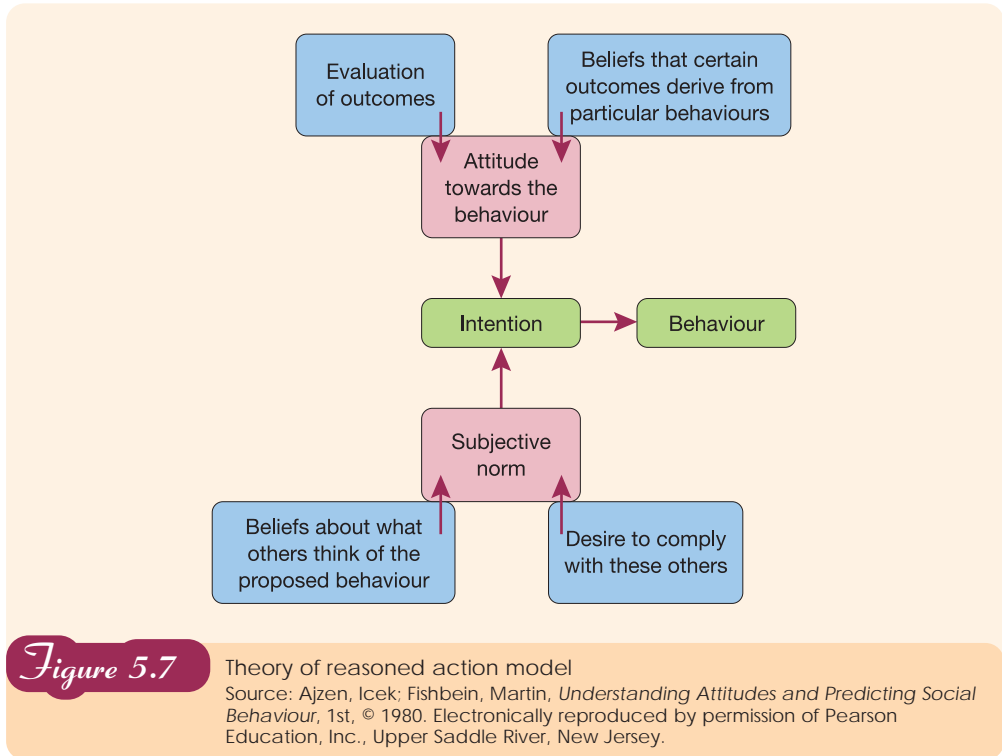 Evaluation
of outcomes
Beliefs that certain
outcomes derive from
particular behaviours
Attitude
towards the
behaviour
Intention
Behaviour
Subjective
norm
Beliefs about what
others think of the
proposed behaviour
Desire to comply
with these others
Figure 5.7
Theory of reasoned action model
Source: Ajzen, Icek; Fishbein, Martin, Understanding Attitudes and Predicting Social
Behaviour, 1st, © 1980. Electronically reproduced by permission of Pearson
Education, Inc., Upper Saddle River, New Jersey.